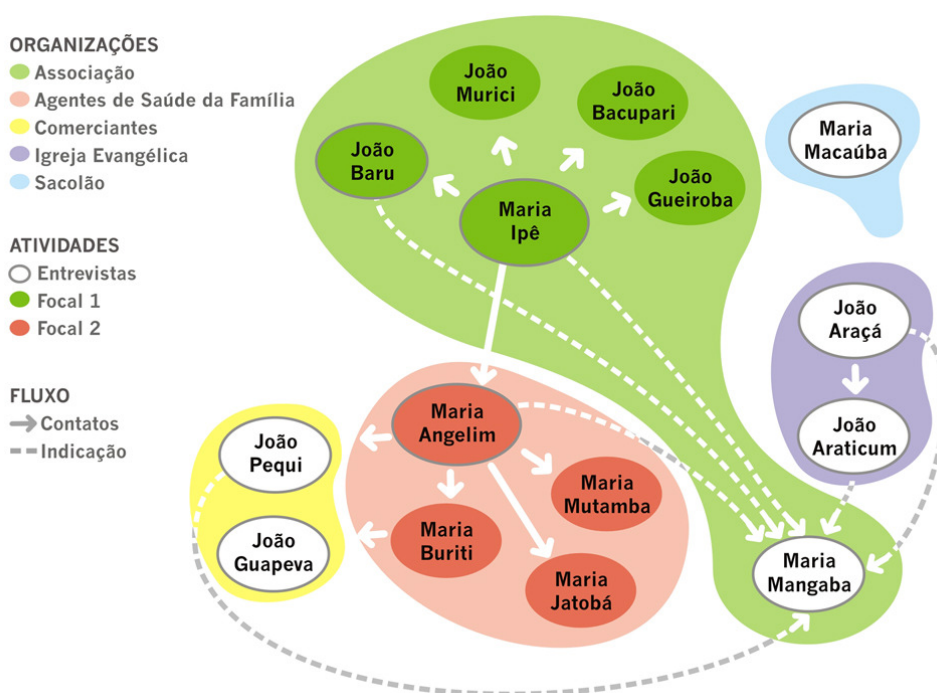 ORGANIZAÇÕES
Associação
Agentes de Saúde da Família
Comerciantes
Igreja Evangélica
Sacolão
ATIVIDADES
Entrevistas
Focal 1
Focal 2
FLUXO
Contatos
Indicação
João
Murici
João
Bacupari
João
Baru
João
Gueiroba
Maria
Ipê
Maria
Macaúba
João
Araçá
João
Araticum
Maria
Angelim
João
Pequi
Maria
Mutamba
Maria
Buriti
João
Guapeva
Maria
Jatobá
Maria
Mangaba